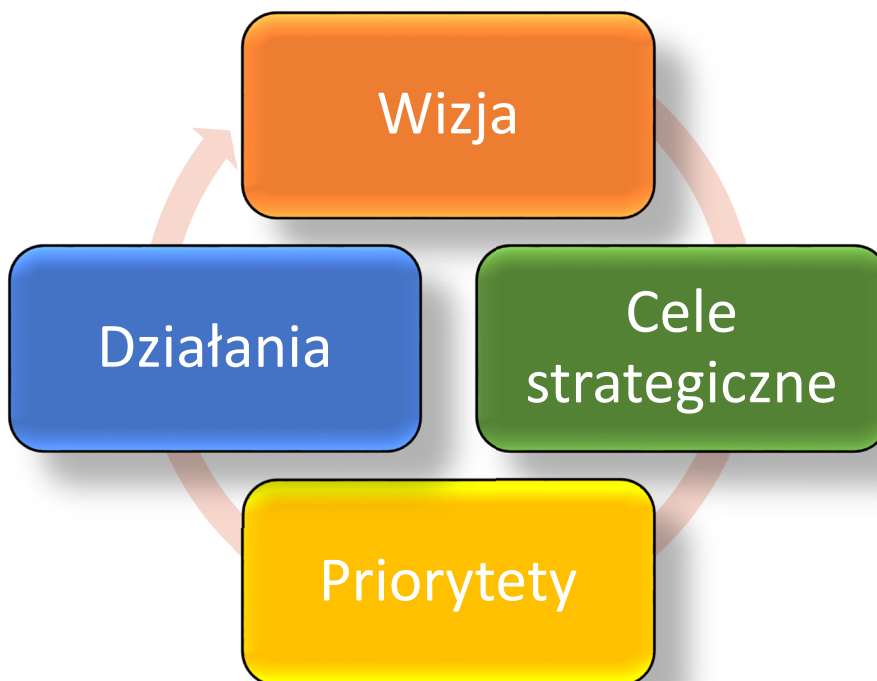 Wizja
Cele
strategiczne
Działania
Priorytety